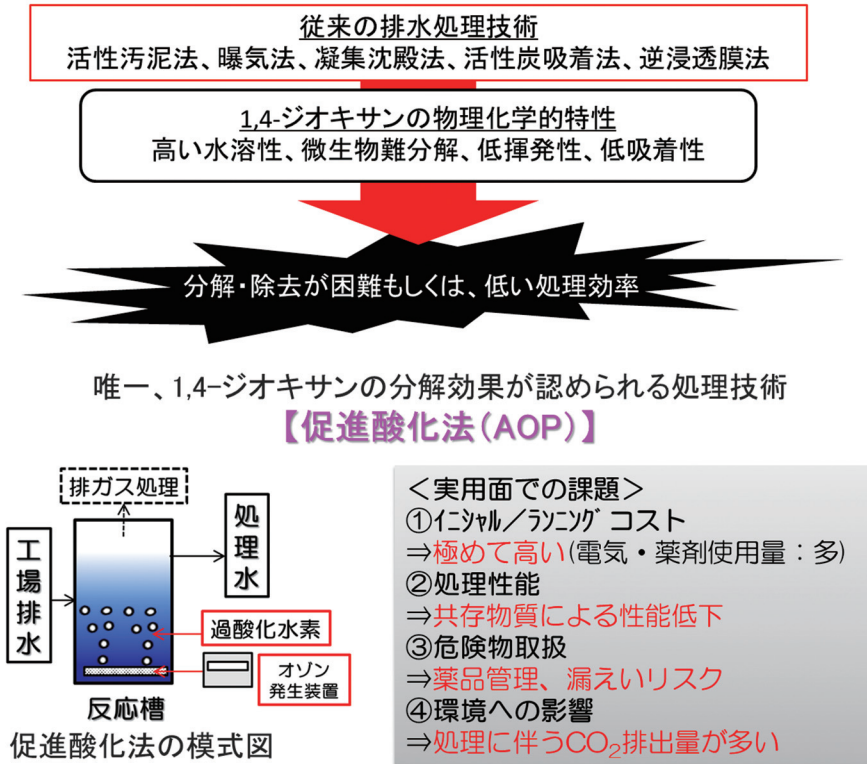 従来の排水処理技術
活性汚泥法、曝気法、凝集沈殿法、活性炭吸着法、逆浸透膜法
1,4-ジオキサンの物理化学的特性
高い水溶性、微生物難分解、低揮発性、低吸着性
分解・除去が困難もしくは、低い処理効率
唯一、1,4-ジオキサンの分解効果が認められる処理技術
【促進酸化法(AOP)】
排ガス処理
工場排水
処理水
過酸化水素
オゾン
発生装置
反応槽
促進酸化法の模式図
＜実用面での課題＞
①ｲﾆｼｬﾙ／ﾗﾝﾆﾝｸﾞ コスト
⇒極めて高い(電気・薬剤使用量：多)
②処理性能
⇒共存物質による性能低下
③危険物取扱
⇒薬品管理、漏えいリスク
④環境への影響
⇒処理に伴うCO₂排出量が多い